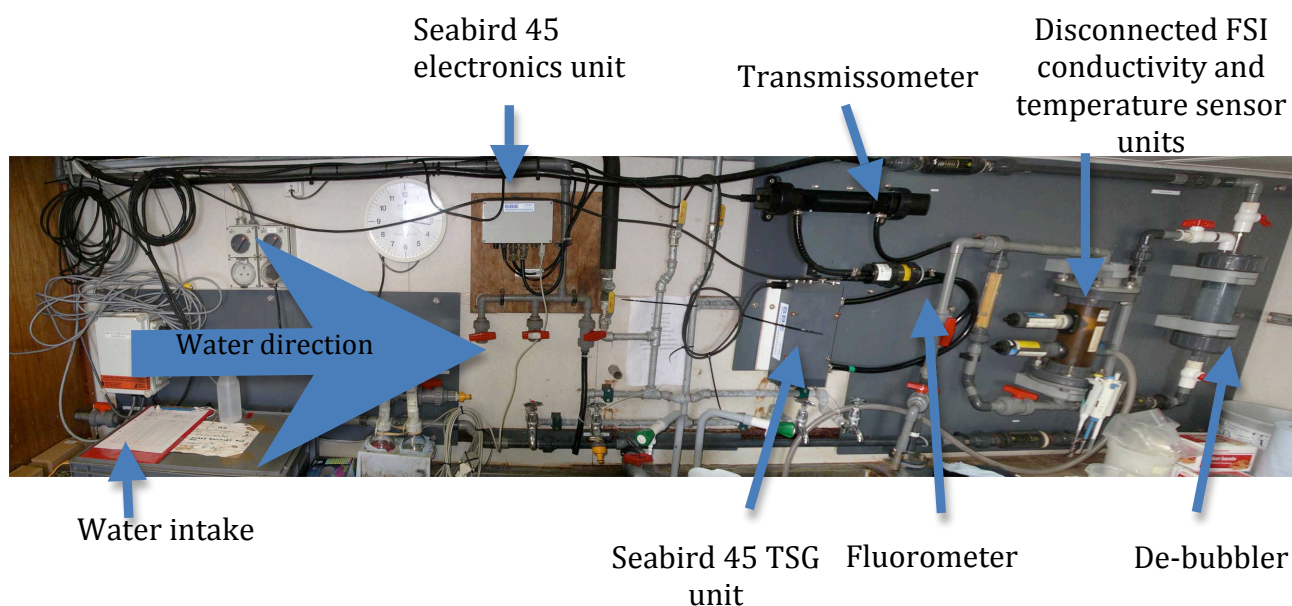 Seabird 45
electronics unit
Transmissometer
Disconnected FSI
conductivity and
temperature sensor
units
Water direction
Water intake
Seabird 45 TSG
unit
Fluorometer
De-bubbler